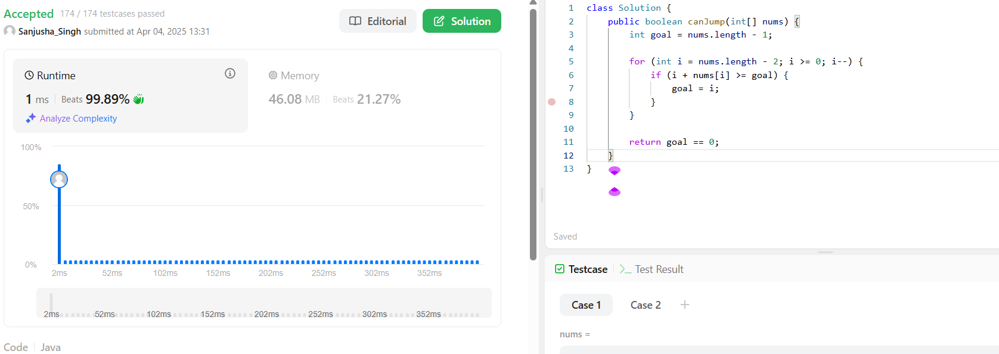 Accepted 174 / 174 testcases passed
Sanjusha_Singh submitted at Apr 04, 2025 13:31
Editorial
Solution
Runtime
1 ms Beats 99.89%
Analyze Complexity
Memory
46.08 MB Beats 21.27%
100%
50%
0%
2ms 52ms 102ms 152ms 202ms 252ms 302ms 352ms
2ms 52ms 102ms 152ms 202ms 252ms 302ms 352ms
Code Java
1 class Solution {
2 public boolean canJump(int[] nums) {
3 int goal = nums.length - 1;
4
5 for (int i = nums.length - 2; i >= 0; i--) {
6 if (i + nums[i] >= goal) {
7 goal = i;
8 }
9 }
10
11 return goal == 0;
12 }
13 }
Saved
Testcase Test Result
Case 1 Case 2
nums =